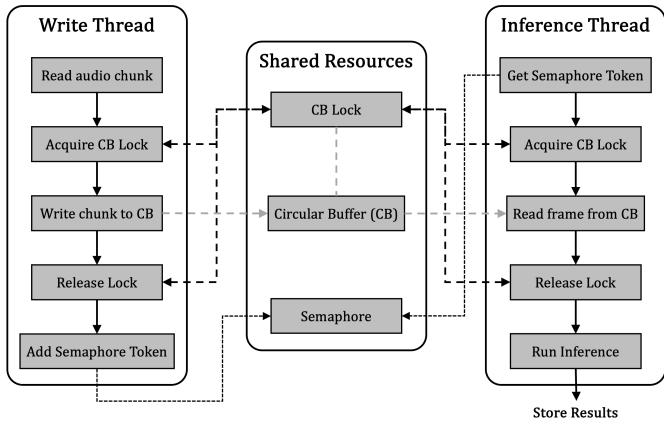 Write Thread
Read audio chunk
Acquire CB Lock
Write chunk to CB
Release Lock
Add Semaphore Token
Shared Resources
CB Lock
Circular Buffer (CB)
Semaphore
Inference Thread
Get Semaphore Token
Acquire CB Lock
Read frame from CB
Release Lock
Run Inference
Store Results